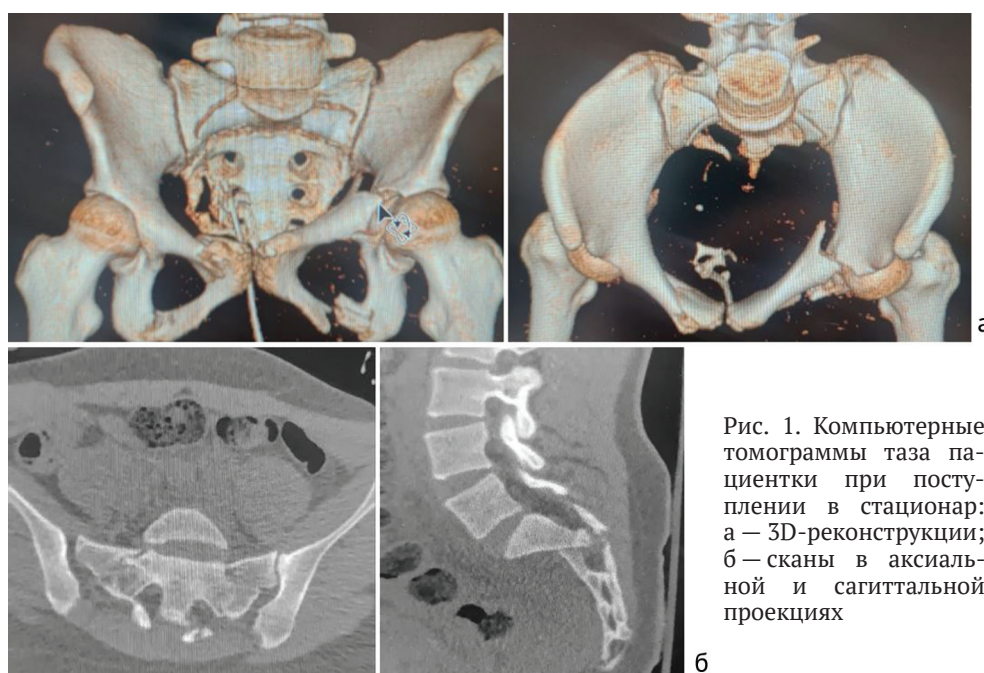 а
Рис. 1. Компьютерные
томограммы таза па-
циентки при посту-
плении в стационар:
а — 3D-реконструкции;
б — сканы в аксиаль-
ной и сагиттальной
проекциях
б